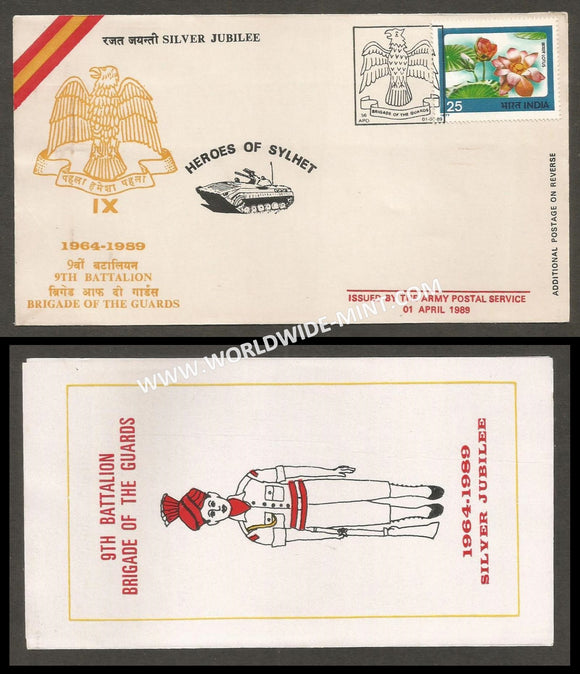 रजत जयन्ती SILVER JUBILEE
पहला हमेशा पहला
IX
1964-1989
9वीं बटालियन
9TH BATTALION
ब्रिगेड आफ दी गार्डस
BRIGADE OF THE GUARDS
HEROES OF SYLHET
BRIGADE OF THE GUARDS
56
APO
25
भारत INDIA
ADDITIONAL POSTAGE ON REVERSE
ISSUED BY THE ARMY POSTAL SERVICE
01 APRIL 1989
WWW.WORLDWIDE-MINT.COM
9TH BATTALION
BRIGADE OF THE GUARDS
1964-1989
SILVER JUBILEE